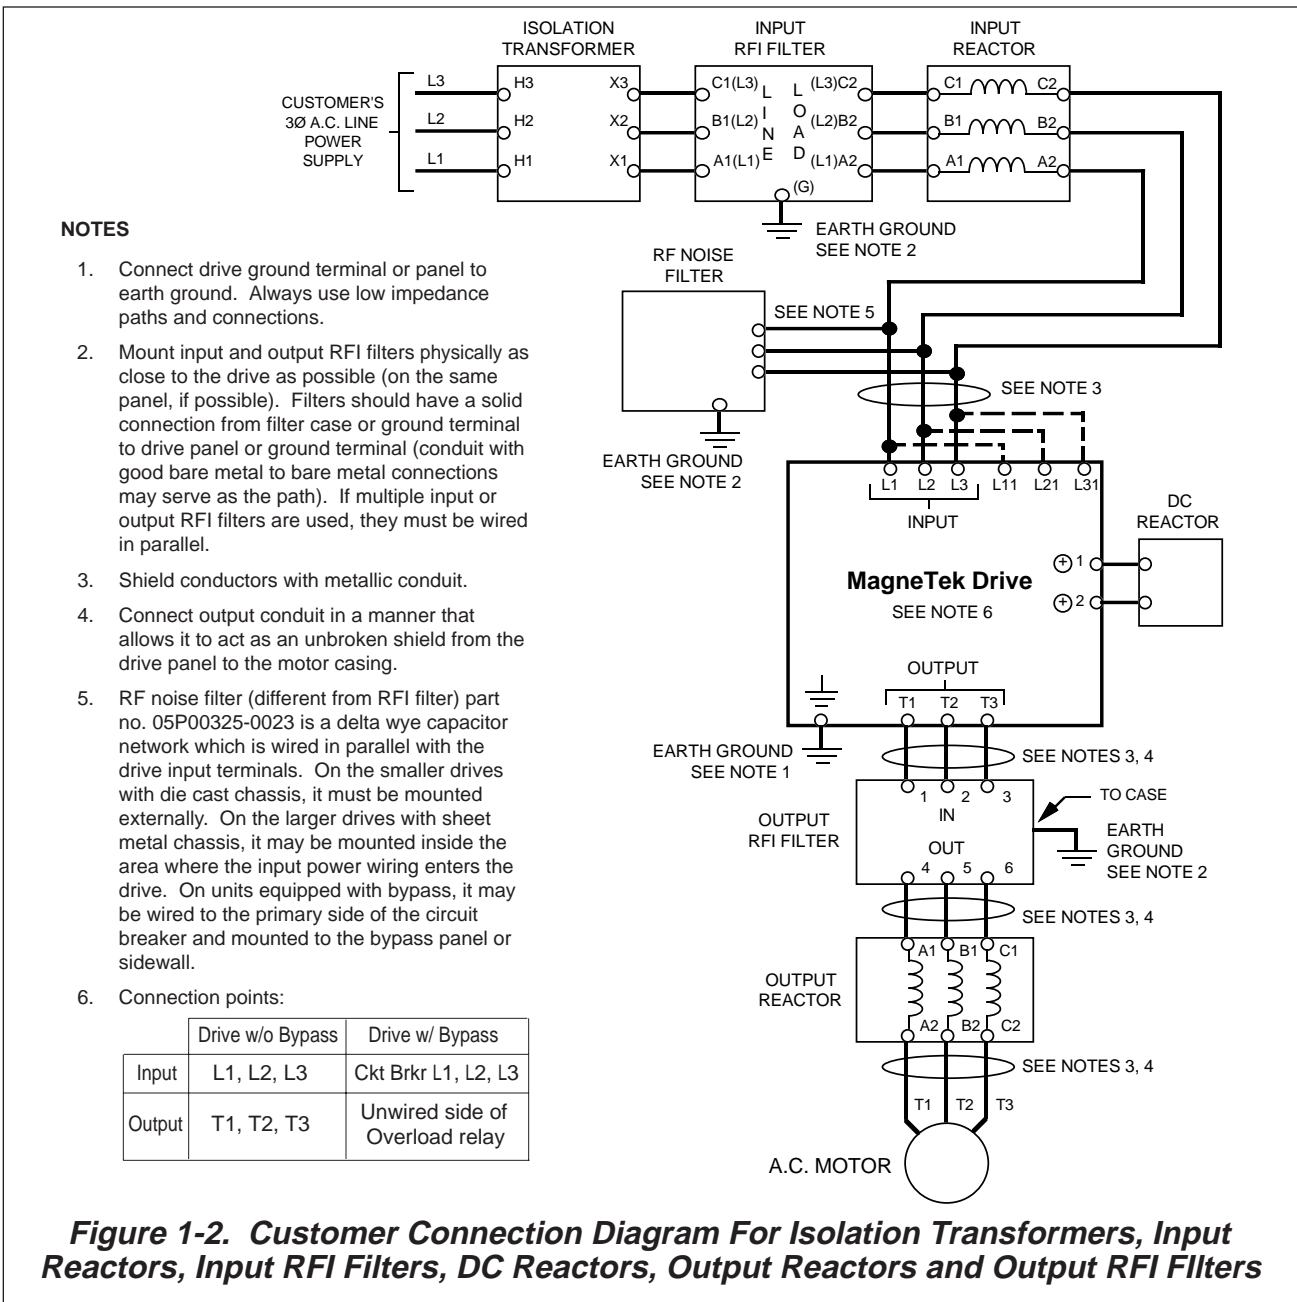 ISOLATION
TRANSFORMER
INPUT
RFI FILTER
INPUT
REACTOR
CUSTOMER'S
3Ø A.C. LINE
POWER
SUPPLY
L3
L2
L1
H3
H2
H1
X3
X2
X1
C1(L3)
B1(L2)
A1(L1)
LINE
LOAD
(L3)C2
(L2)B2
(L1)A2
(G)
C1
C2
B1
B2
A1
A2
EARTH GROUND
SEE NOTE 2
NOTES
1. Connect drive ground terminal or panel to
earth ground. Always use low impedance
paths and connections.
2. Mount input and output RFI filters physically as
close to the drive as possible (on the same
panel, if possible). Filters should have a solid
connection from filter case or ground terminal
to drive panel or ground terminal (conduit with
good bare metal to bare metal connections
may serve as the path). If multiple input or
output RFI filters are used, they must be wired
in parallel.
3. Shield conductors with metallic conduit.
4. Connect output conduit in a manner that
allows it to act as an unbroken shield from the
drive panel to the motor casing.
5. RF noise filter (different from RFI filter) part
no. 05P00325-0023 is a delta wye capacitor
network which is wired in parallel with the
drive input terminals. On the smaller drives
with die cast chassis, it must be mounted
externally. On the larger drives with sheet
metal chassis, it may be mounted inside the
area where the input power wiring enters the
drive. On units equipped with bypass, it may
be wired to the primary side of the circuit
breaker and mounted to the bypass panel or
sidewall.
6. Connection points:
Drive w/o Bypass Drive w/ Bypass
Input L1, L2, L3 Ckt Brkr L1, L2, L3
Output T1, T2, T3 Unwired side of
Overload relay
RF NOISE
FILTER
SEE NOTE 5
EARTH GROUND
SEE NOTE 2
SEE NOTE 3
L1 L2 L3 L11 L21 L31
INPUT
DC
REACTOR
+ 1
+ 2
MagneTek Drive
SEE NOTE 6
OUTPUT
T1 T2 T3
EARTH GROUND
SEE NOTE 1
SEE NOTES 3, 4
1 2 3
IN
OUTPUT
RFI FILTER
TO CASE
EARTH
GROUND
SEE NOTE 2
OUT
4 5 6
SEE NOTES 3, 4
A1 B1 C1
OUTPUT
REACTOR
A2 B2 C2
SEE NOTES 3, 4
T1 T2 T3
A.C. MOTOR
Figure 1-2. Customer Connection Diagram For Isolation Transformers, Input
Reactors, Input RFI Filters, DC Reactors, Output Reactors and Output RFI FIlters